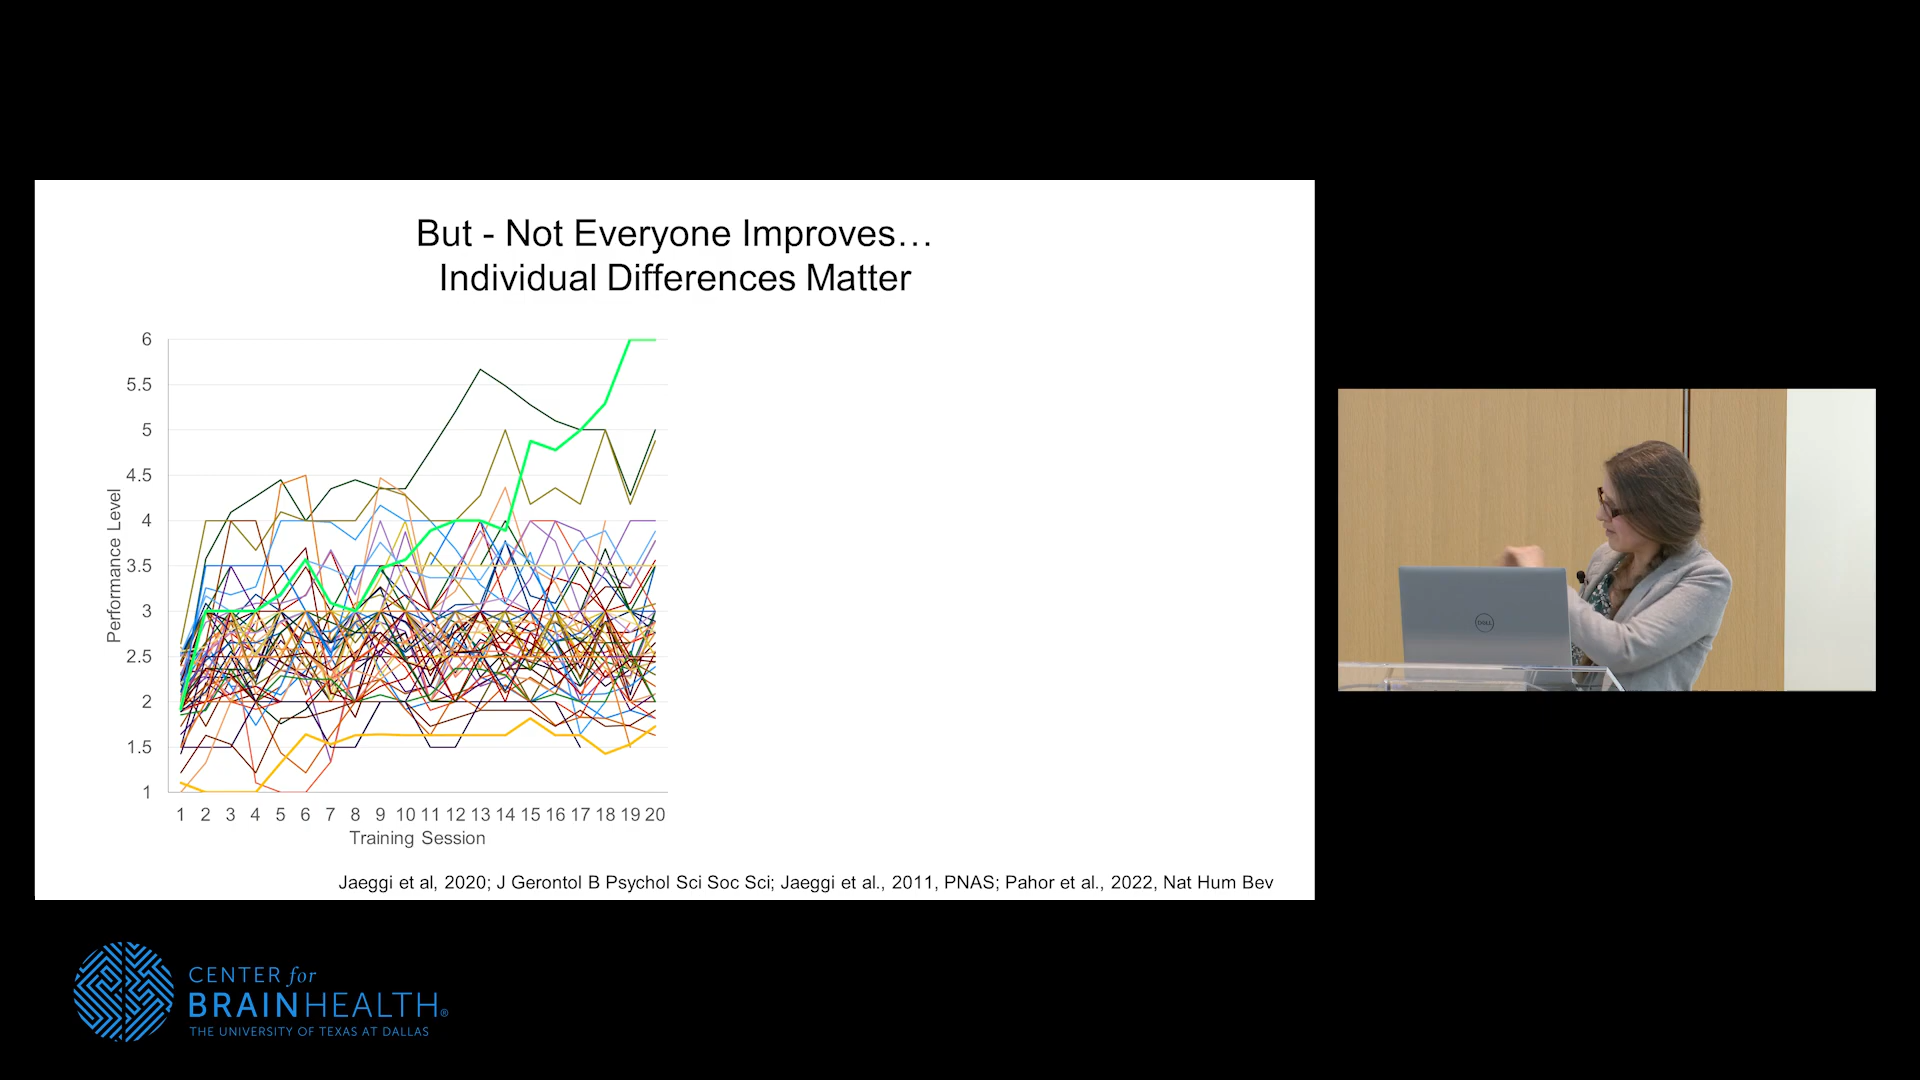 But - Not Everyone Improves…
Individual Differences Matter
6
5.5
5
4.5
4
3.5
3
2.5
2
1.5
1
Performance Level
1 2 3 4 5 6 7 8 9 10 11 12 13 14 15 16 17 18 19 20
Training Session
Jaeggi et al, 2020; J Gerontol B Psychol Sci Soc Sci; Jaeggi et al., 2011, PNAS; Pahor et al., 2022, Nat Hum Bev
DELL
CENTER for
BRAINHEALTH®
THE UNIVERSITY OF TEXAS AT DALLAS